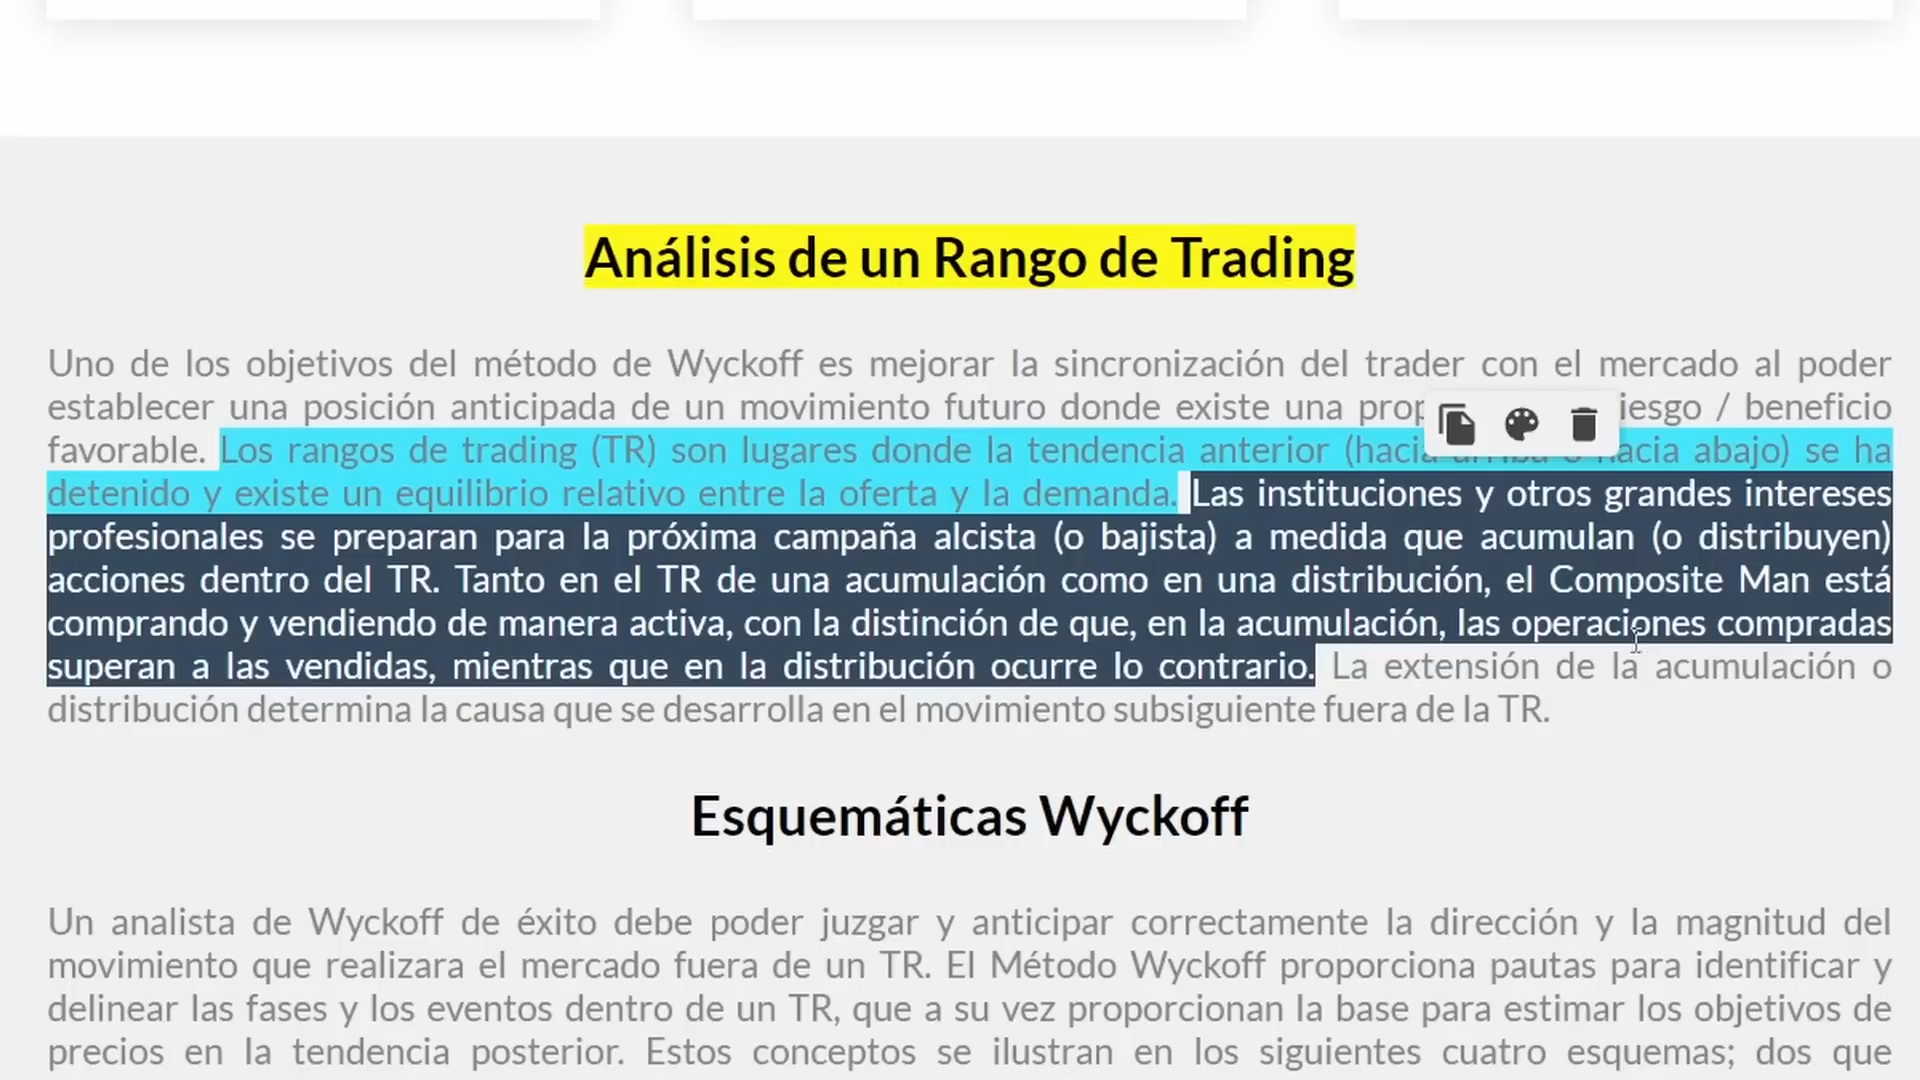 Análisis de un Rango de Trading
Uno de los objetivos del método de Wyckoff es mejorar la sincronización del trader con el mercado al poder
establecer una posición anticipada de un movimiento futuro donde existe una prop iesgo / beneficio
favorable. Los rangos de trading (TR) son lugares donde la tendencia anterior (hacia arriba o hacia abajo) se ha
detenido y existe un equilibrio relativo entre la oferta y la demanda. Las instituciones y otros grandes intereses
profesionales se preparan para la próxima campaña alcista (o bajista) a medida que acumulan (o distribuyen)
acciones dentro del TR. Tanto en el TR de una acumulación como en una distribución, el Composite Man está
comprando y vendiendo de manera activa, con la distinción de que, en la acumulación, las operaciones compradas
superan a las vendidas, mientras que en la distribución ocurre lo contrario. La extensión de la acumulación o
distribución determina la causa que se desarrolla en el movimiento subsiguiente fuera de la TR.
Esquemáticas Wyckoff
Un analista de Wyckoff de éxito debe poder juzgar y anticipar correctamente la dirección y la magnitud del
movimiento que realizara el mercado fuera de un TR. El Método Wyckoff proporciona pautas para identificar y
delinear las fases y los eventos dentro de un TR, que a su vez proporcionan la base para estimar los objetivos de
precios en la tendencia posterior. Estos conceptos se ilustran en los siguientes cuatro esquemas; dos que